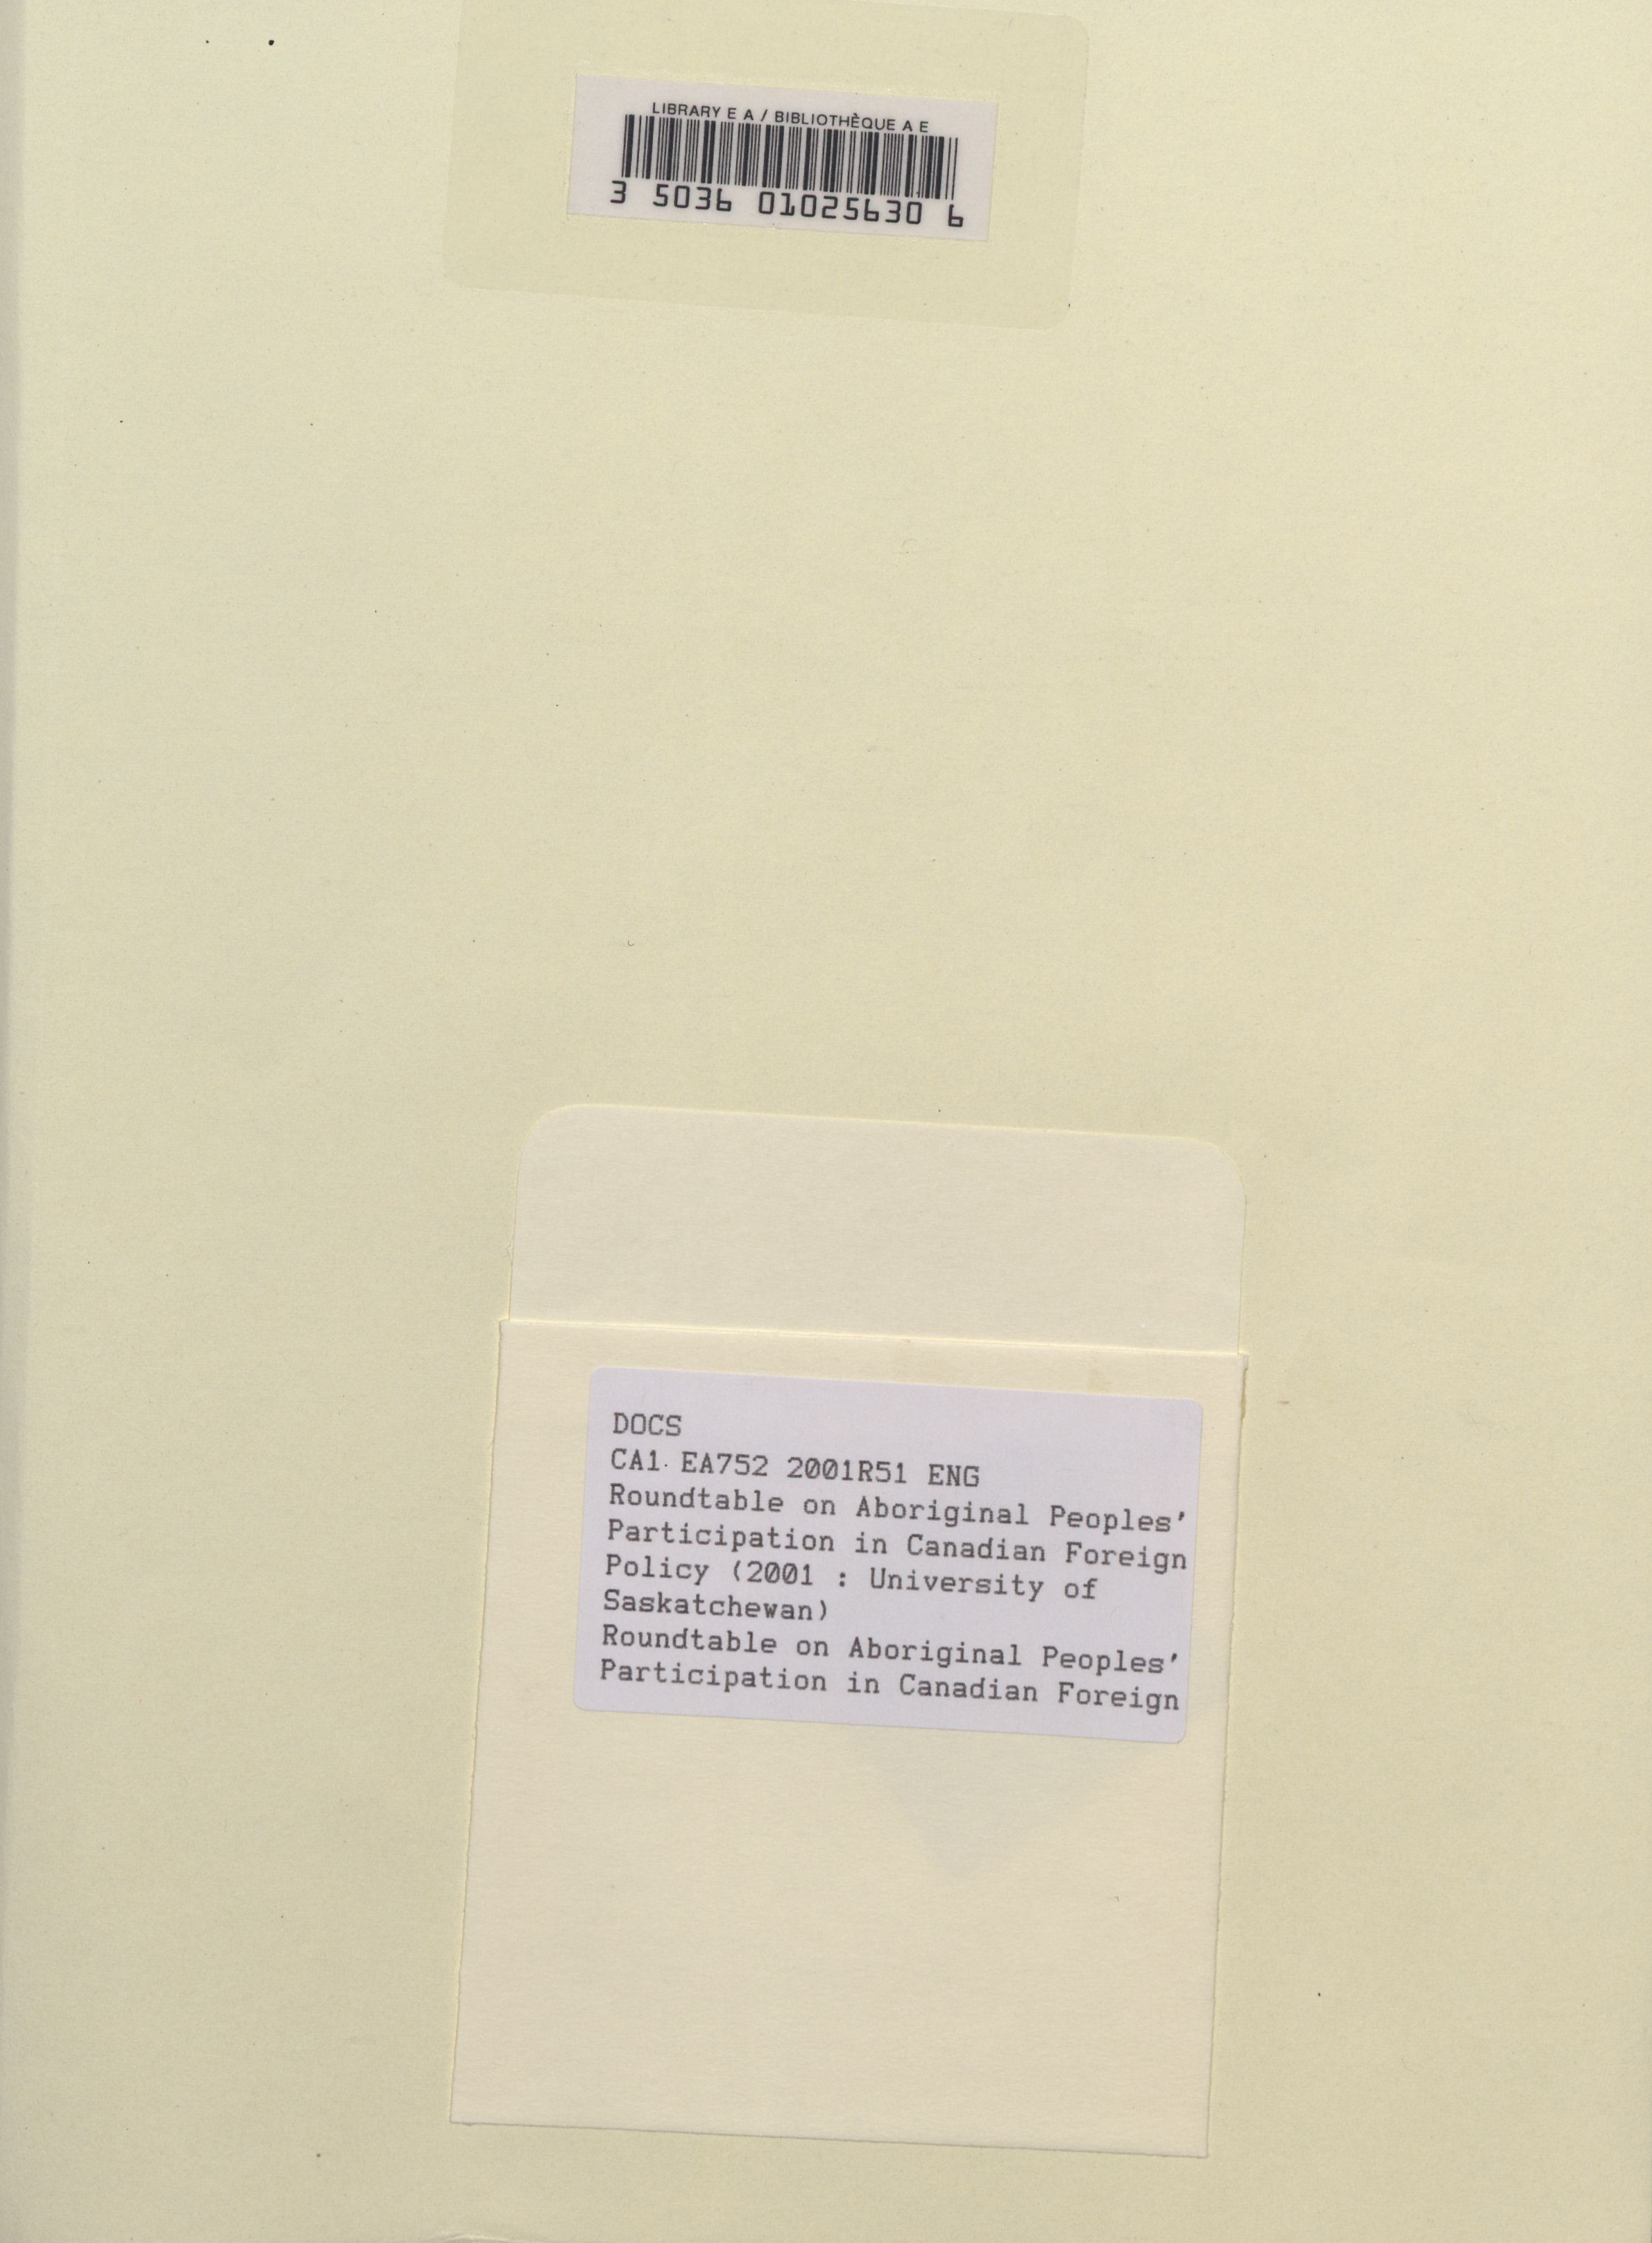 LIBRARY E A / BIBLIOTHÈQUE A E
3 5036 01025630 6
DOCS
CA1 EA752 2001R51 ENG
Roundtable on Aboriginal Peoples'
Participation in Canadian Foreign
Policy (2001 : University of
Saskatchewan)
Roundtable on Aboriginal Peoples'
Participation in Canadian Foreign